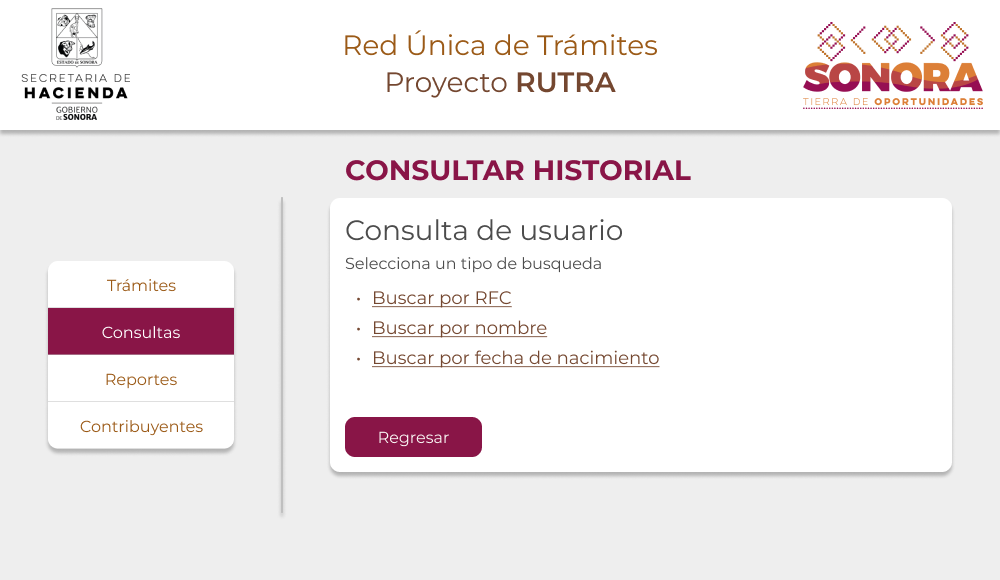 ESTADO DE SONORA
SECRETARIA DE
HACIENDA
GOBIERNO
DE SONORA
Red Única de Trámites
Proyecto RUTRA
SONORA
TIERRA DE OPORTUNIDADES
CONSULTAR HISTORIAL
Trámites
Consultas
Reportes
Contribuyentes
Consulta de usuario
Selecciona un tipo de busqueda
• Buscar por RFC
• Buscar por nombre
• Buscar por fecha de nacimiento
Regresar